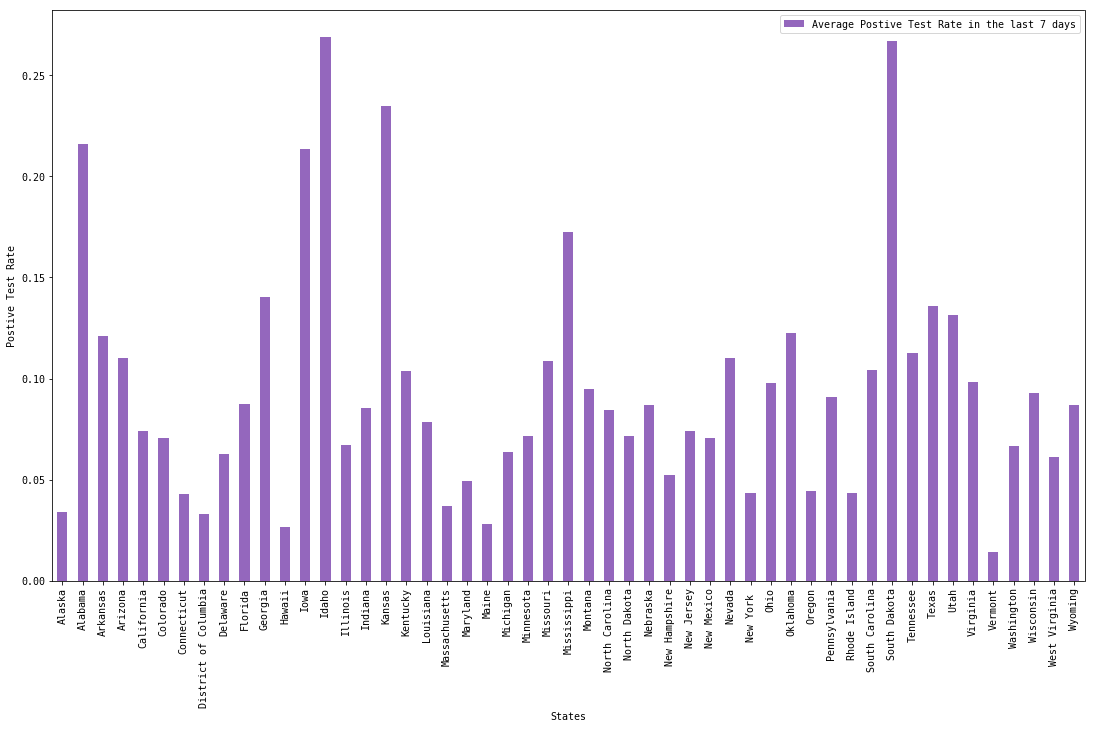 Average Postive Test Rate in the last 7 days
Postive Test Rate
0.25
0.20
0.15
0.10
0.05
0.00
Alaska
Alabama
Arkansas
Arizona
California
Colorado
Connecticut
District of Columbia
Delaware
Florida
Georgia
Hawaii
Iowa
Idaho
Illinois
Indiana
Kansas
Kentucky
Louisiana
Massachusetts
Maryland
Maine
Michigan
Minnesota
Missouri
Mississippi
Montana
North Carolina
North Dakota
Nebraska
New Hampshire
New Jersey
New Mexico
Nevada
New York
Ohio
Oklahoma
Oregon
Pennsylvania
Rhode Island
South Carolina
South Dakota
Tennessee
Texas
Utah
Virginia
Vermont
Washington
Wisconsin
West Virginia
Wyoming
States